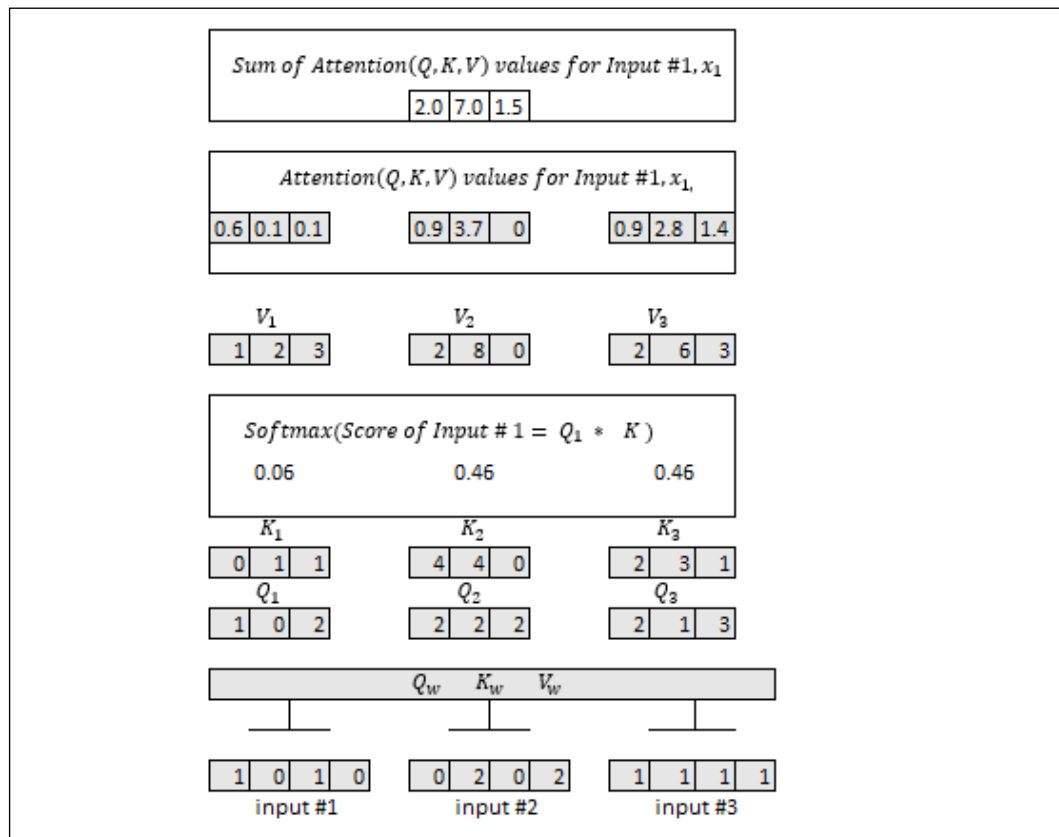 Sum of Attention(Q,K,V) values for Input #1, x₁
2.0 7.0 1.5
Attention(Q,K,V) values for Input #1, x₁,
0.6 0.1 0.1 0.9 3.7 0 0.9 2.8 1.4
V₁ V₂ V₃
1 2 3 2 8 0 2 6 3
Softmax(Score of Input # 1 = Q₁ * K)
0.06 0.46 0.46
K₁ K₂ K₃
0 1 1 4 4 0 2 3 1
Q₁ Q₂ Q₃
1 0 2 2 2 2 2 1 3
Q_w K_w V_w
1 0 1 0 0 2 0 2 1 1 1 1
input #1 input #2 input #3